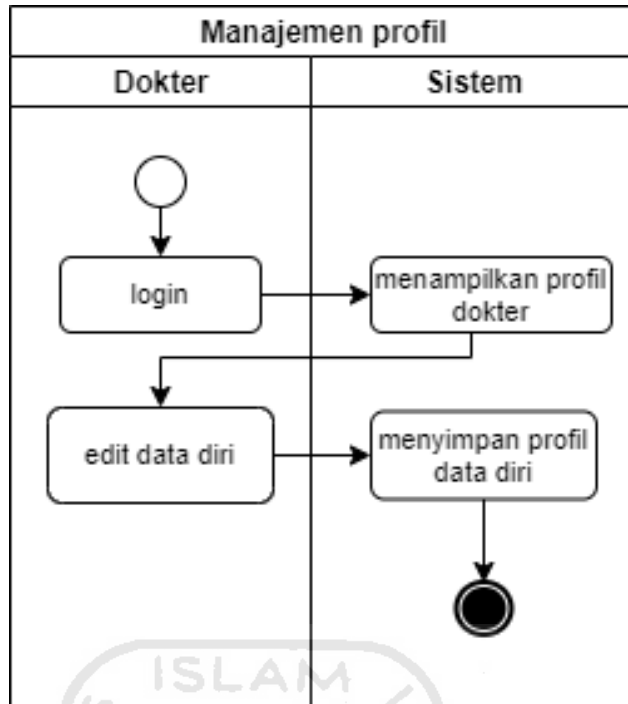 Manajemen profil
Dokter
Sistem
login
menampilkan profil
dokter
edit data diri
menyimpan profil
data diri
ISLAM